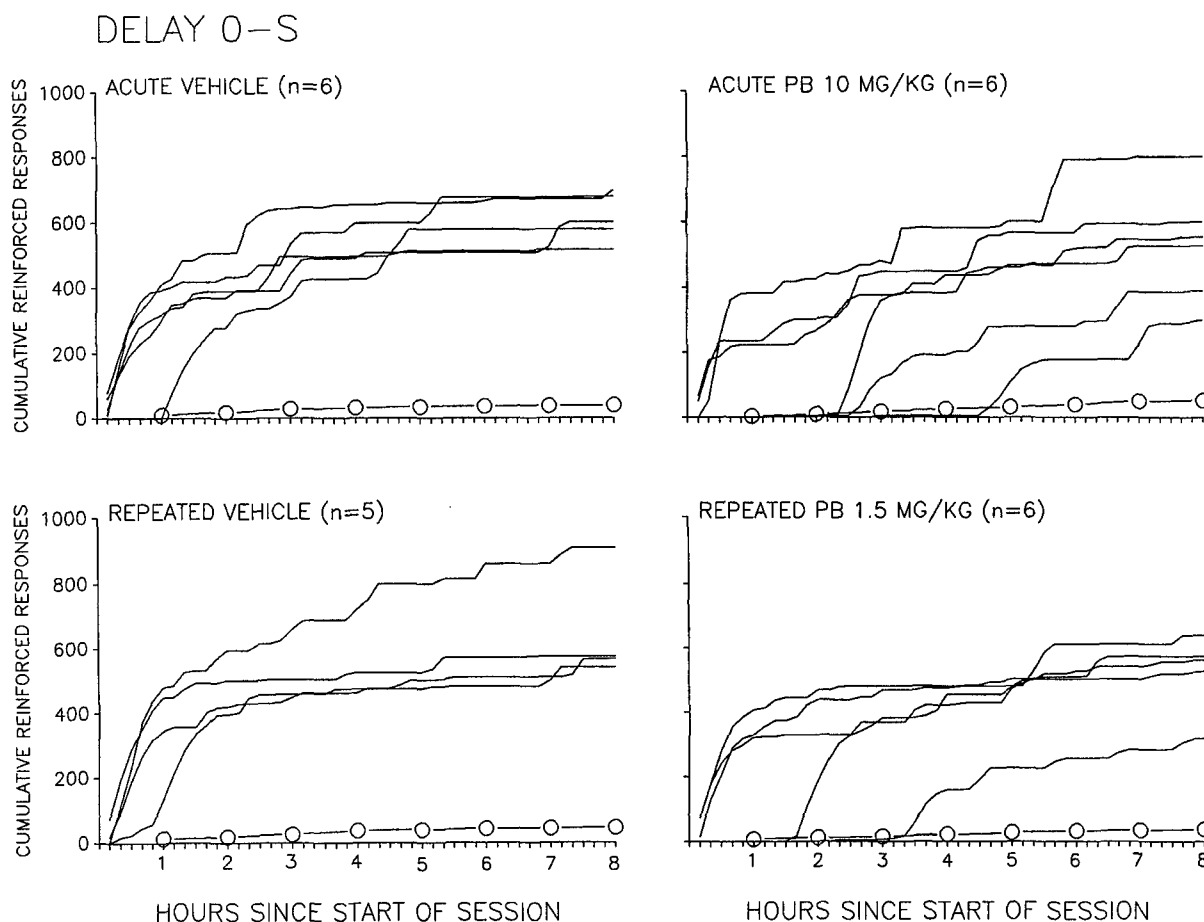 DELAY 0-S
ACUTE VEHICLE (n=6)
ACUTE PB 10 MG/KG (n=6)
CUMULATIVE REINFORCED RESPONSES
1000
800
600
400
200
0
REPEATED VEHICLE (n=5)
REPEATED PB 1.5 MG/KG (n=6)
CUMULATIVE REINFORCED RESPONSES
1000
800
600
400
200
0
1 2 3 4 5 6 7 8
1 2 3 4 5 6 7 8
HOURS SINCE START OF SESSION
HOURS SINCE START OF SESSION